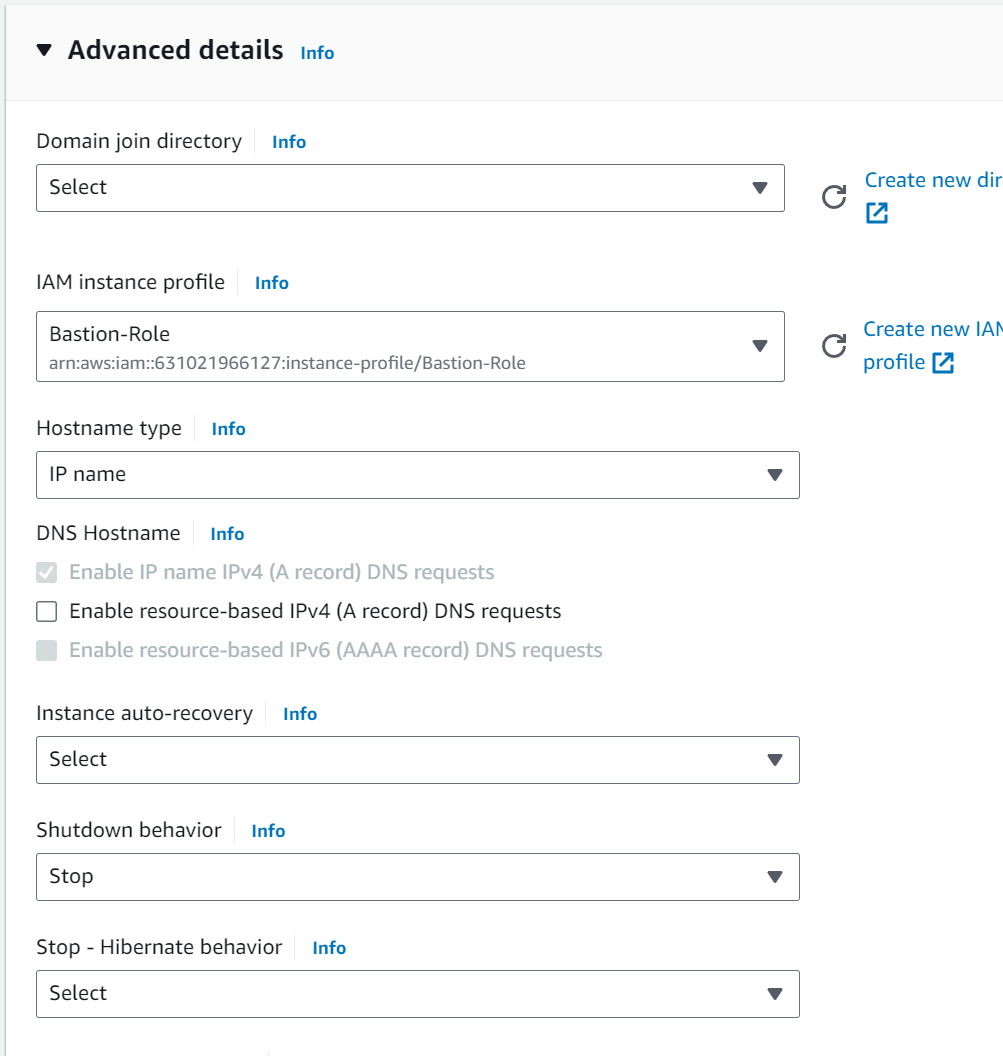 Advanced details Info
Domain join directory Info
Select
Create new dir
IAM instance profile Info
Bastion-Role
arn:aws:iam::631021966127:instance-profile/Bastion-Role
Create new IAM
profile
Hostname type Info
IP name
DNS Hostname Info
Enable IP name IPv4 (A record) DNS requests
Enable resource-based IPv4 (A record) DNS requests
Enable resource-based IPv6 (AAAA record) DNS requests
Instance auto-recovery Info
Select
Shutdown behavior Info
Stop
Stop - Hibernate behavior Info
Select